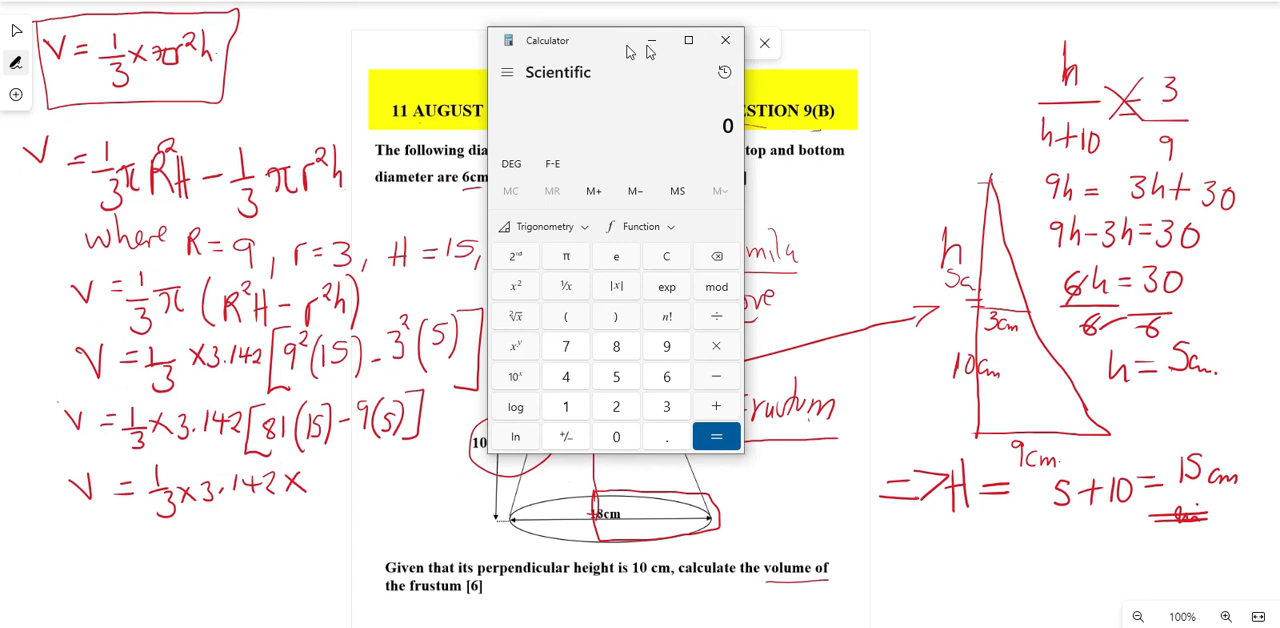 V = 1/3 × πr²h
V = 1/3 πR²H − 1/3 πr²h
where R = 9, r = 3, H = 15,
V = 1/3 π (R²H − r²h)
V = 1/3 × 3.142 [9²(15) − 3²(5)]
V = 1/3 × 3.142 [81(15) − 9(5)]
V = 1/3 × 3.142 ×
11 AUGUST
ESTION 9(B)
The following dia
top and bottom
diameter are 6cm
]
Calculator
Scientific
0
DEG F-E
MC MR M+ M− MS M
Trigonometry Function
2ⁿᵈ π e C
x² ¹/x |x| exp mod
²√x ( ) n! ÷
xʸ 7 8 9 ×
10ˣ 4 5 6 −
log 1 2 3 +
ln +/− 0 . =
10
18cm
Given that its perpendicular height is 10 cm, calculate the volume of
the frustum [6]
h/h+10 = 3/9
9h = 3h + 30
9h − 3h = 30
6h/6 = 30/6
h = 5cm.
h
3cm
10cm
9cm.
=> H = 5 + 10 = 15cm
100%